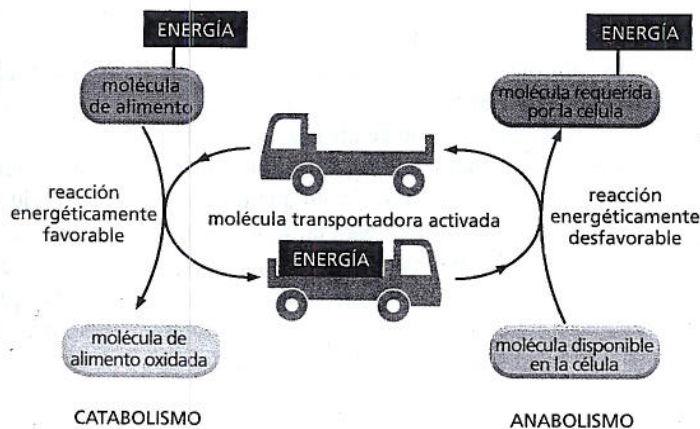 ENERGÍA
molécula
de alimento
reacción
energéticamente
favorable
molécula de
alimento oxidada
CATABOLISMO
molécula transportadora activada
ENERGÍA
ENERGÍA
molécula requerida
por la célula
reacción
energéticamente
desfavorable
molécula disponible
en la célula
ANABOLISMO